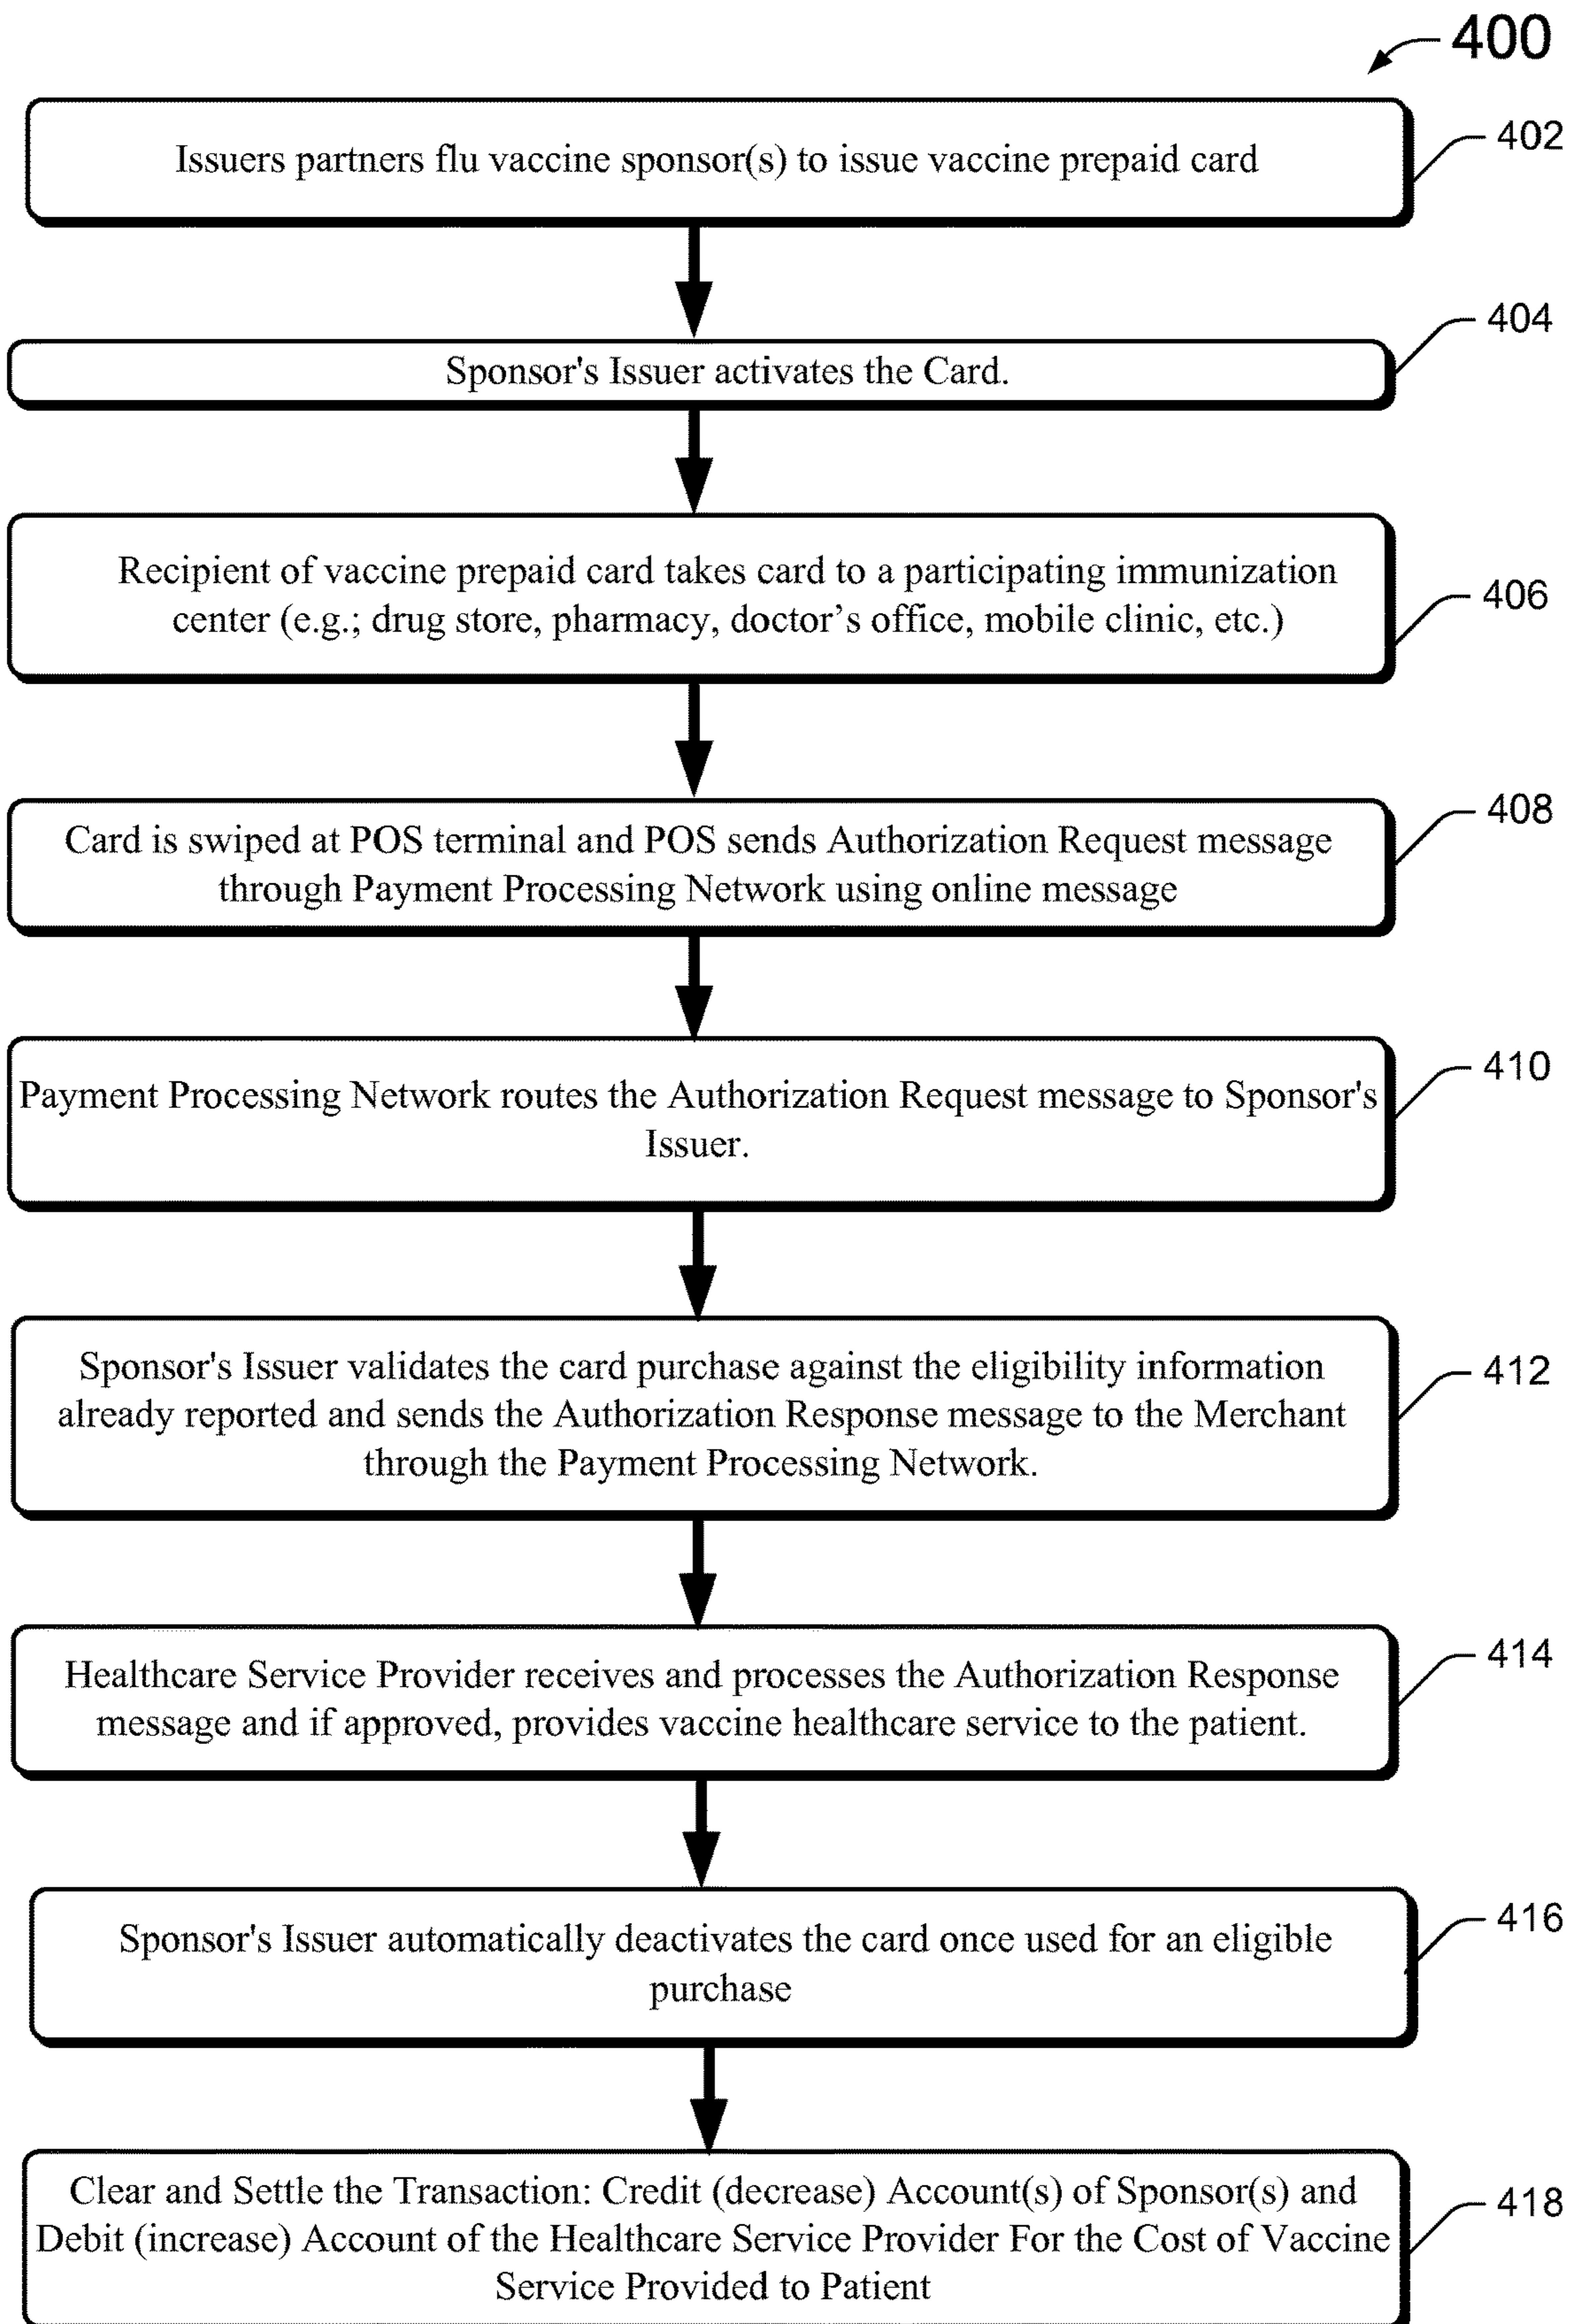 400
Issuers partners flu vaccine sponsor(s) to issue vaccine prepaid card
402
Sponsor's Issuer activates the Card.
404
Recipient of vaccine prepaid card takes card to a participating immunization
center (e.g.; drug store, pharmacy, doctor’s office, mobile clinic, etc.)
406
Card is swiped at POS terminal and POS sends Authorization Request message
through Payment Processing Network using online message
408
Payment Processing Network routes the Authorization Request message to Sponsor's
Issuer.
410
Sponsor's Issuer validates the card purchase against the eligibility information
already reported and sends the Authorization Response message to the Merchant
through the Payment Processing Network.
412
Healthcare Service Provider receives and processes the Authorization Response
message and if approved, provides vaccine healthcare service to the patient.
414
Sponsor's Issuer automatically deactivates the card once used for an eligible
purchase
416
Clear and Settle the Transaction: Credit (decrease) Account(s) of Sponsor(s) and
Debit (increase) Account of the Healthcare Service Provider For the Cost of Vaccine
Service Provided to Patient
418